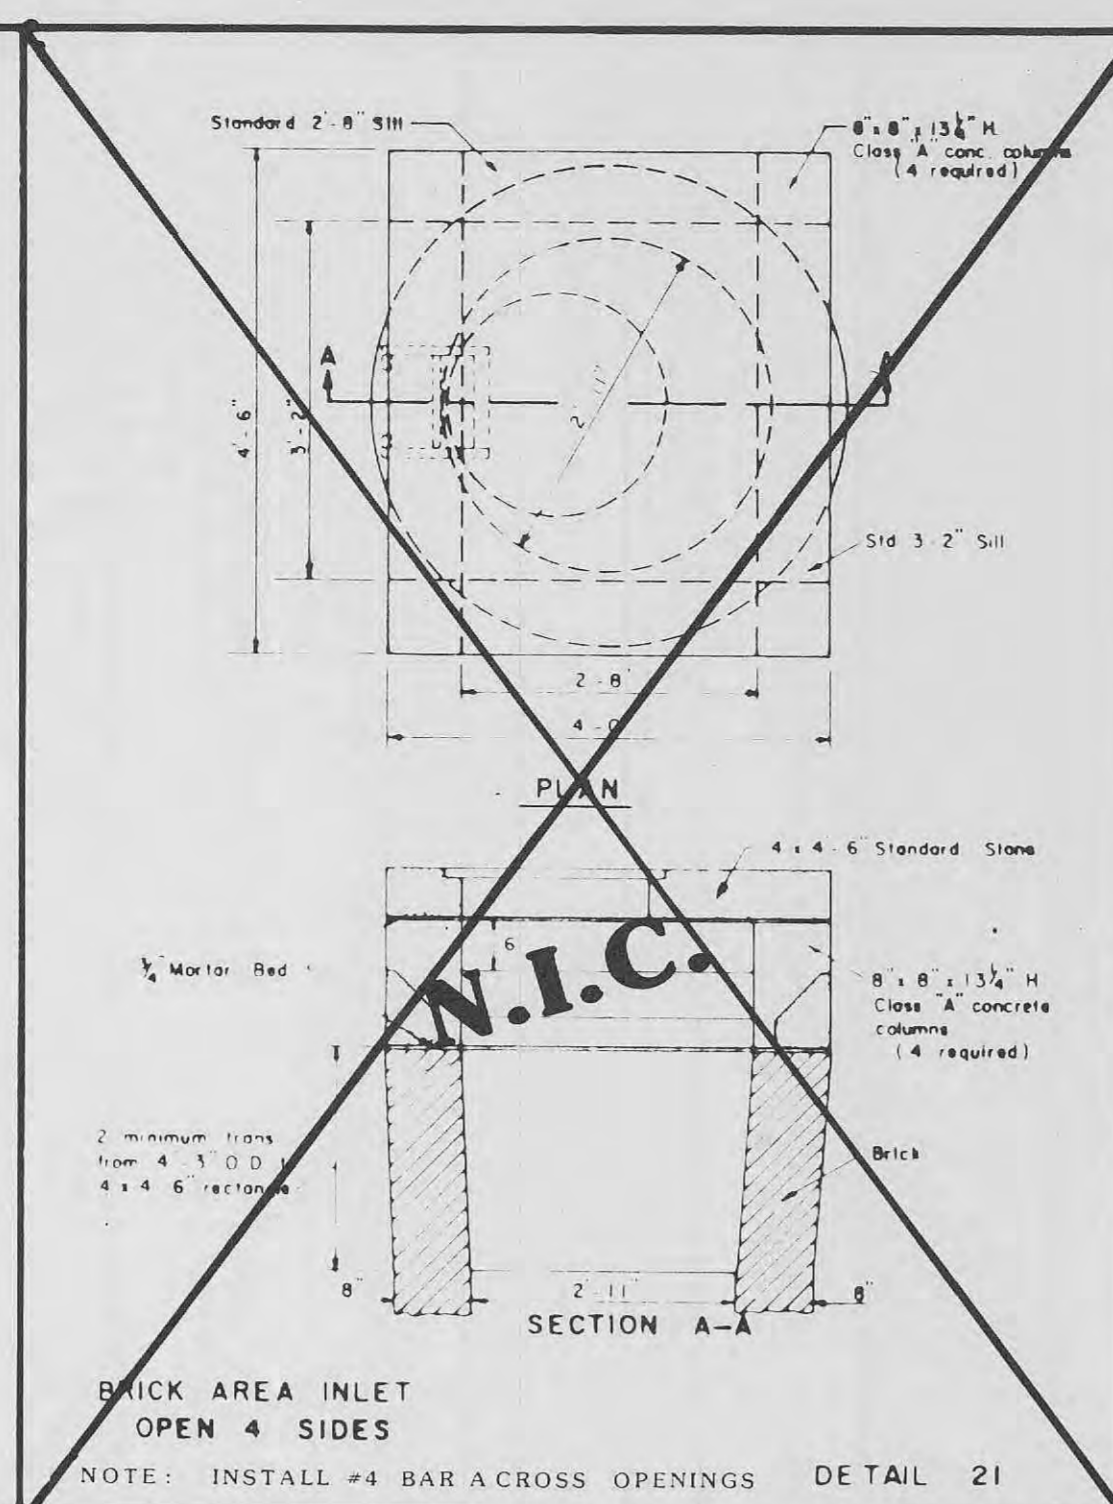 Standard 2'-8" Sill
8" x 8" x 13¼" H.
Class "A" conc. columns
(4 required)
A
4'-6"
3'-2"
2'-11"
Std 3-2" Sill
2-8"
4-0
PLAN
4 x 4-6" Standard Stone
6
N.I.C.
¾" Mortar Bed
8" x 8" x 13¼" H
Class "A" concrete
columns
(4 required)
2 minimum trans
from 4-3" O.D.
4 x 4 6" rectangle
Brick
8"
2'-11"
8"
SECTION A-A
BRICK AREA INLET
OPEN 4 SIDES
NOTE: INSTALL #4 BAR ACROSS OPENINGS
DETAIL 21